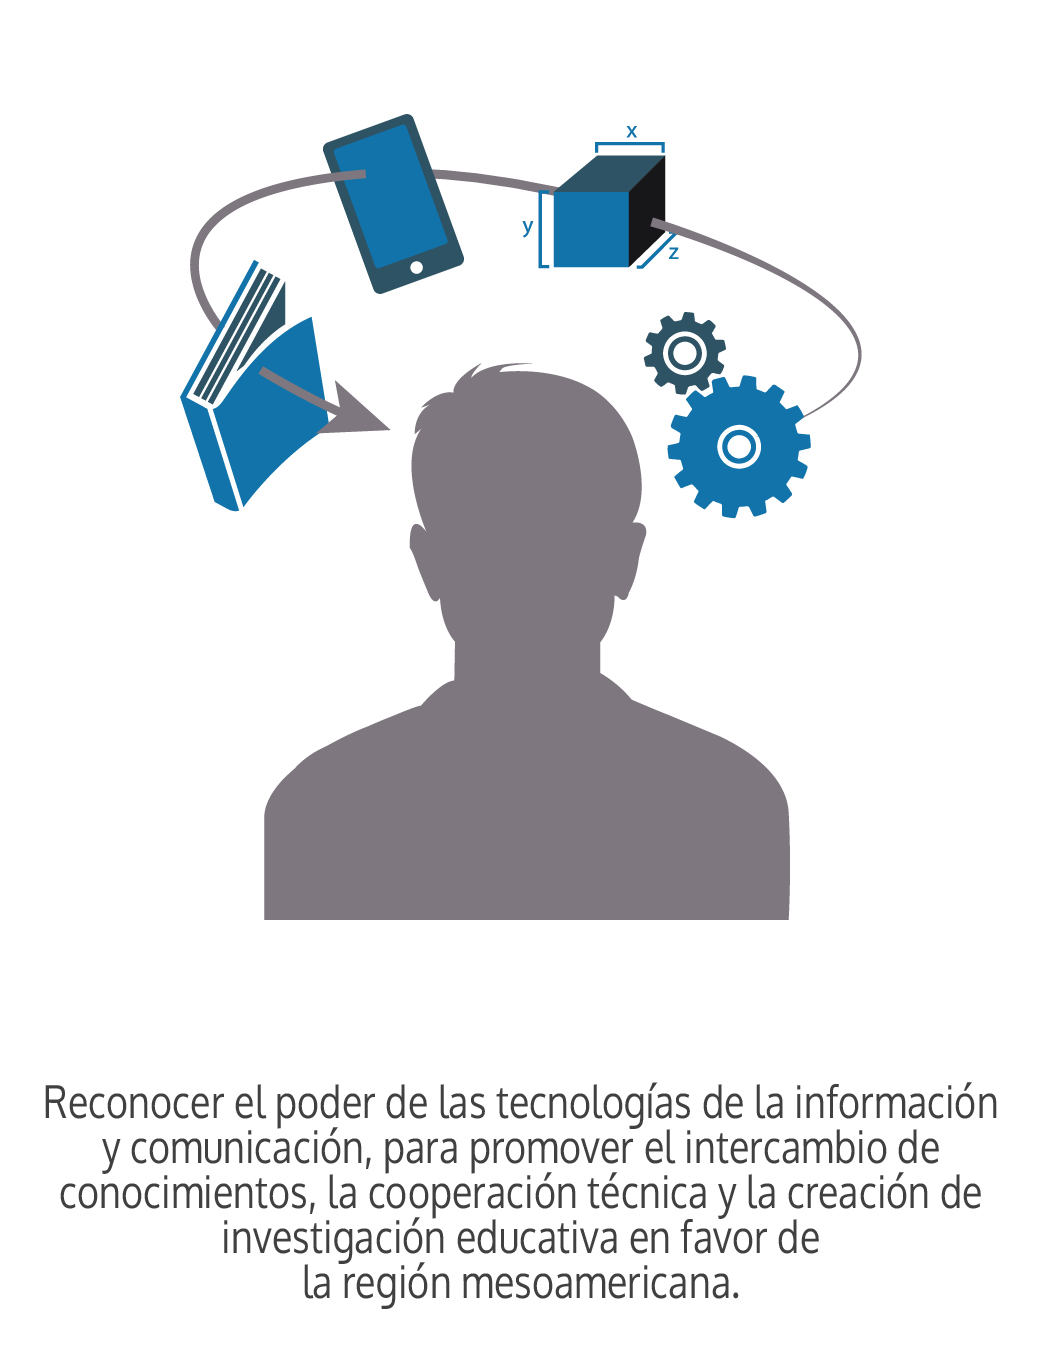 x
y
z
Reconocer el poder de las tecnologías de la información
y comunicación, para promover el intercambio de
conocimientos, la cooperación técnica y la creación de
investigación educativa en favor de
la región mesoamericana.